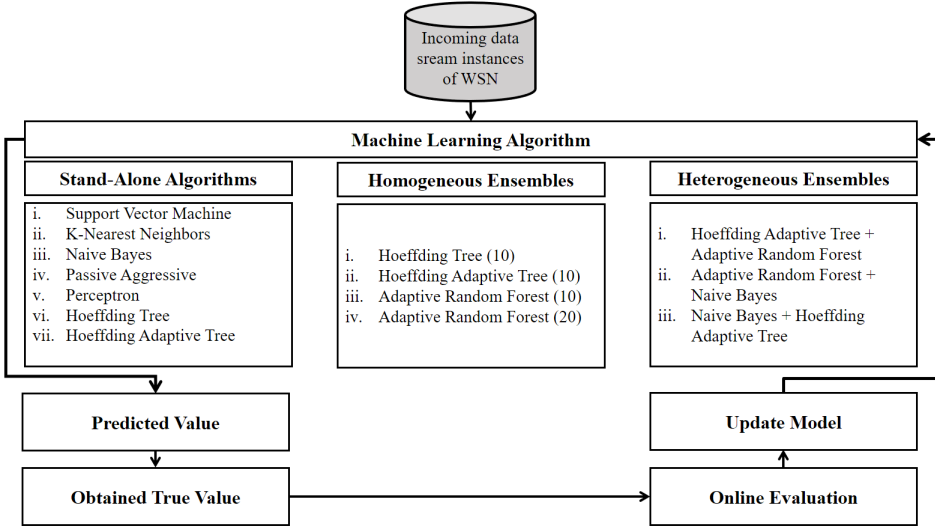 Incoming data
sream instances
of WSN
Machine Learning Algorithm
Stand-Alone Algorithms
i. Support Vector Machine
ii. K-Nearest Neighbors
iii. Naive Bayes
iv. Passive Aggressive
v. Perceptron
vi. Hoeffding Tree
vii. Hoeffding Adaptive Tree
Homogeneous Ensembles
i. Hoeffding Tree (10)
ii. Hoeffding Adaptive Tree (10)
iii. Adaptive Random Forest (10)
iv. Adaptive Random Forest (20)
Heterogeneous Ensembles
i. Hoeffding Adaptive Tree +
Adaptive Random Forest
ii. Adaptive Random Forest +
Naive Bayes
iii. Naive Bayes + Hoeffding
Adaptive Tree
Predicted Value
Obtained True Value
Online Evaluation
Update Model